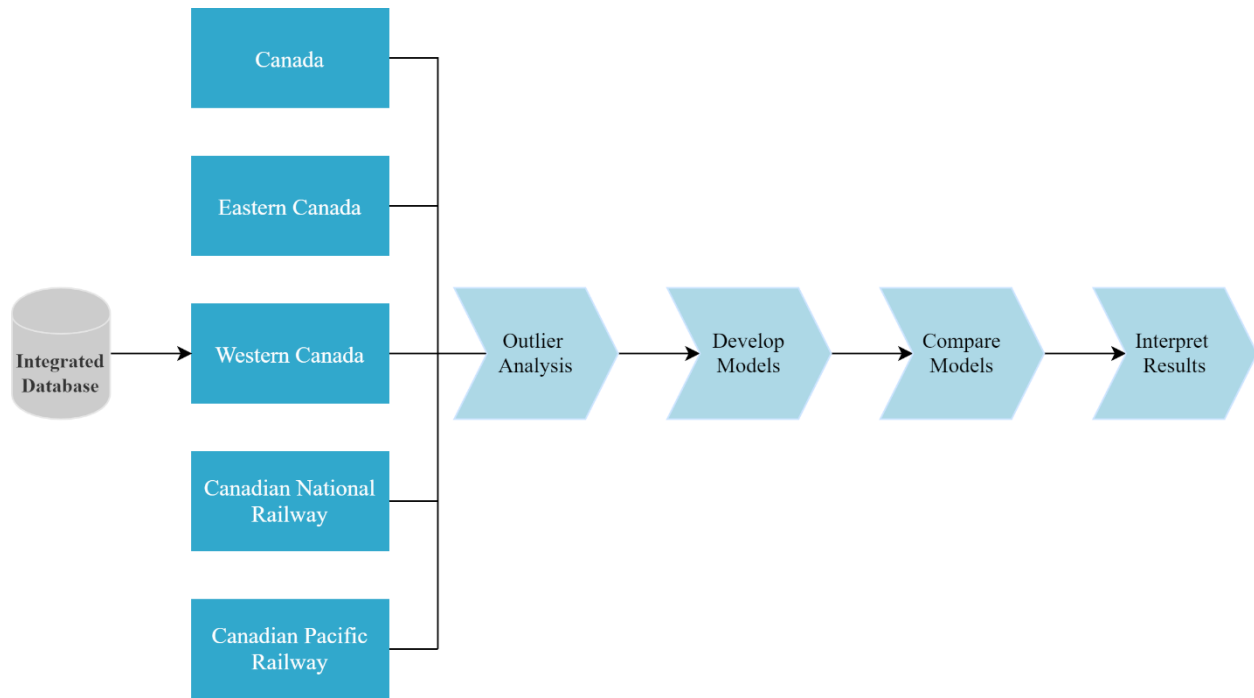 Canada
Eastern Canada
Integrated
Database
Western Canada
Canadian National
Railway
Canadian Pacific
Railway
Outlier
Analysis
Develop
Models
Compare
Models
Interpret
Results